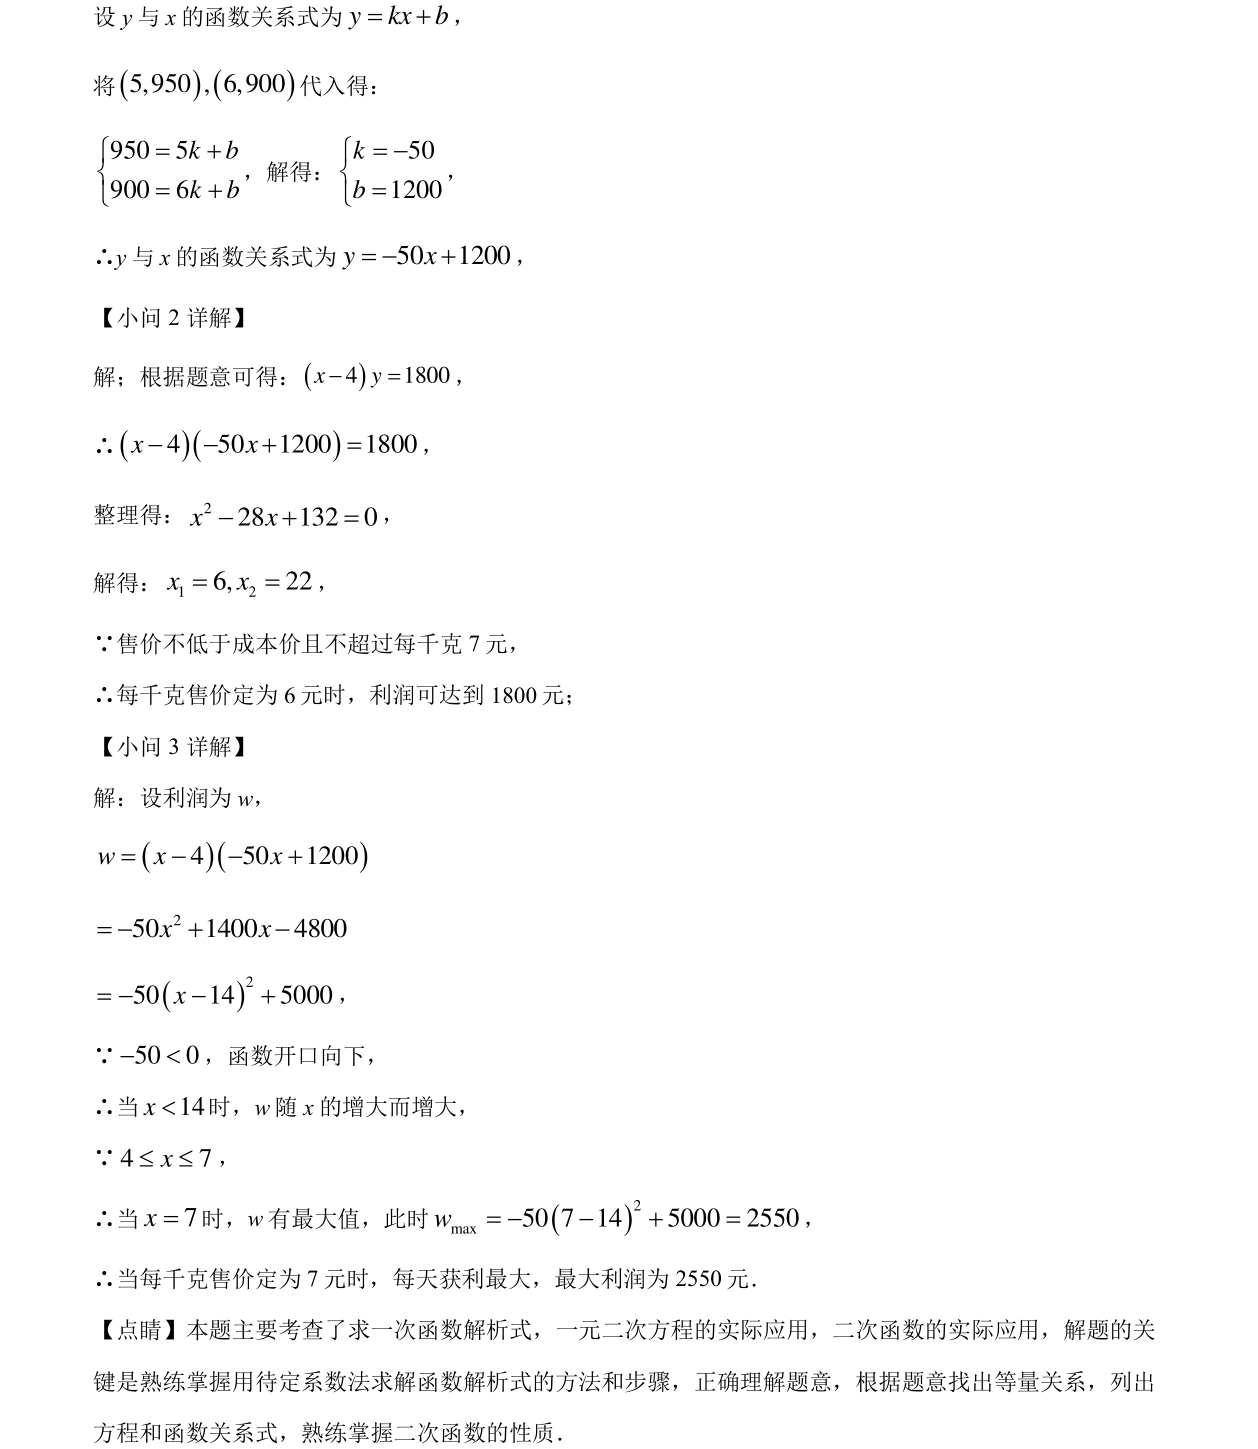 设 y 与 x 的函数关系式为 y = kx + b，
将 (5,950),(6,900) 代入得：
{950 = 5k + b
900 = 6k + b，解得：{k = −50
b = 1200，
∴y 与 x 的函数关系式为 y = −50x +1200，
【小问 2 详解】
解；根据题意可得：(x − 4) y =1800，
∴(x − 4)(−50x +1200) =1800，
整理得：x² − 28x +132 = 0，
解得：x₁ = 6, x₂ = 22，
∵售价不低于成本价且不超过每千克 7 元，
∴每千克售价定为 6 元时，利润可达到 1800 元；
【小问 3 详解】
解：设利润为 w，
w = (x − 4)(−50x +1200)
= −50x² +1400x − 4800
= −50(x −14)² + 5000，
∵ −50 < 0，函数开口向下，
∴当 x <14 时，w 随 x 的增大而增大，
∵ 4 ≤ x ≤ 7，
∴当 x = 7 时，w 有最大值，此时 wmax = −50(7 −14)² + 5000 = 2550，
∴当每千克售价定为 7 元时，每天获利最大，最大利润为 2550 元．
【点睛】本题主要考查了求一次函数解析式，一元二次方程的实际应用，二次函数的实际应用，解题的关
键是熟练掌握用待定系数法求解函数解析式的方法和步骤，正确理解题意，根据题意找出等量关系，列出
方程和函数关系式，熟练掌握二次函数的性质．